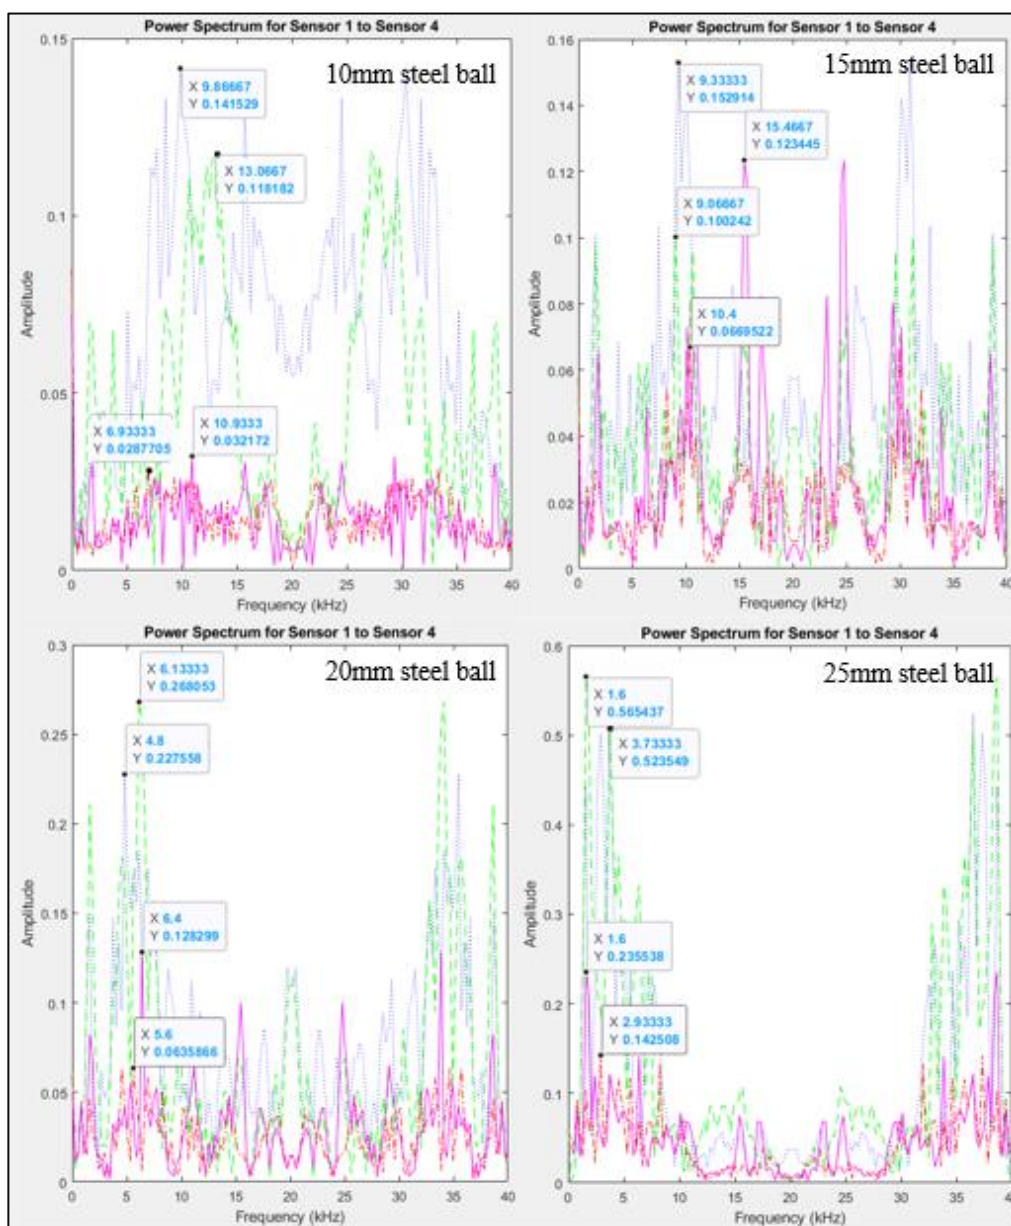 Power Spectrum for Sensor 1 to Sensor 4
10mm steel ball
0.15
0.1
0.05
0
Amplitude
X 9.86667
Y 0.141529
X 13.0667
Y 0.118182
X 6.93333
Y 0.0287705
X 10.9333
Y 0.032172
0 5 10 15 20 25 30 35 40
Frequency (kHz)
Power Spectrum for Sensor 1 to Sensor 4
15mm steel ball
0.16
0.14
0.12
0.1
0.08
0.06
0.04
0.02
0
Amplitude
X 9.33333
Y 0.152914
X 15.4667
Y 0.123445
X 9.06667
Y 0.100242
X 10.4
Y 0.0669522
0 5 10 15 20 25 30 35 40
Frequency (kHz)
Power Spectrum for Sensor 1 to Sensor 4
20mm steel ball
0.3
0.25
0.2
0.15
0.1
0.05
0
Amplitude
X 6.13333
Y 0.268053
X 4.8
Y 0.227558
X 6.4
Y 0.128299
X 5.6
Y 0.0635866
0 5 10 15 20 25 30 35 40
Frequency (kHz)
Power Spectrum for Sensor 1 to Sensor 4
25mm steel ball
0.6
0.5
0.4
0.3
0.2
0.1
0
Amplitude
X 1.6
Y 0.565437
X 3.73333
Y 0.523549
X 1.6
Y 0.235538
X 2.93333
Y 0.142508
0 5 10 15 20 25 30 35 40
Frequency (kHz)